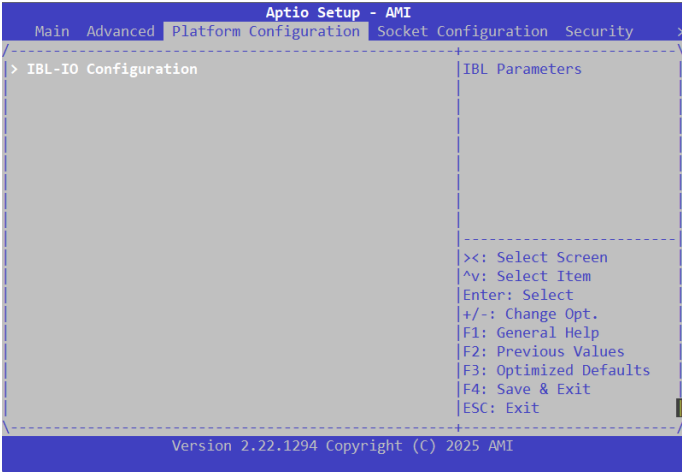 Aptio Setup - AMI
Main Advanced Platform Configuration Socket Configuration Security >
> IBL-IO Configuration
IBL Parameters
><: Select Screen
^v: Select Item
Enter: Select
+/-: Change Opt.
F1: General Help
F2: Previous Values
F3: Optimized Defaults
F4: Save & Exit
ESC: Exit
Version 2.22.1294 Copyright (C) 2025 AMI